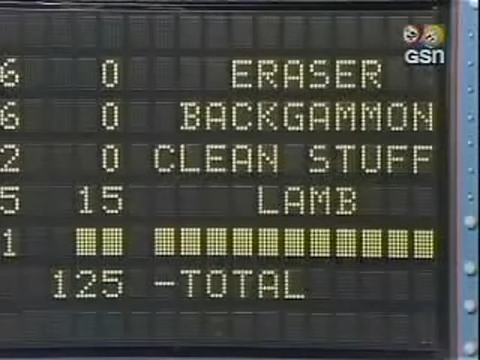 GSN
6 0 ERASER
6 0 BACKGAMMON
2 0 CLEAN STUFF
5 15 LAMB
1
125 -TOTAL